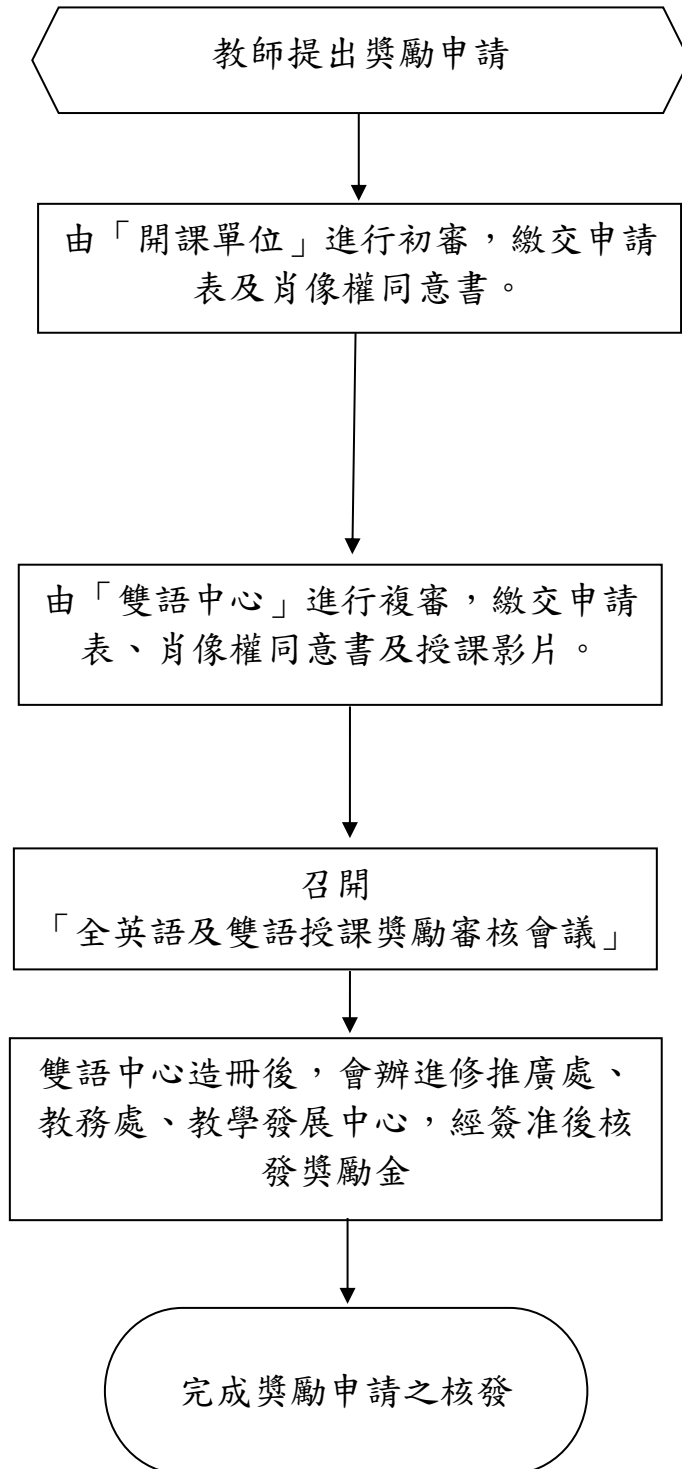 教師提出獎勵申請
由「開課單位」進行初審，繳交申請
表及肖像權同意書。
由「雙語中心」進行複審，繳交申請
表、肖像權同意書及授課影片。
召開
「全英語及雙語授課獎勵審核會議」
雙語中心造冊後，會辦進修推廣處、
教務處、教學發展中心，經簽准後核
發獎勵金
完成獎勵申請之核發